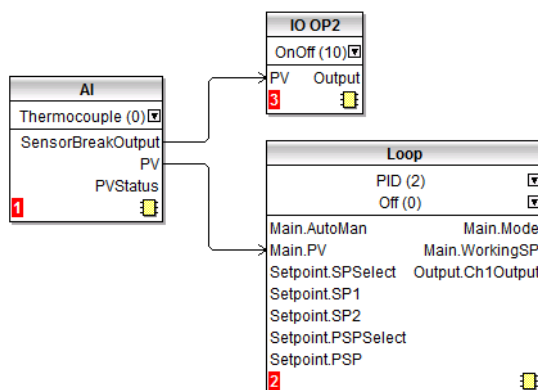 IO OP2
OnOff (10)
PV Output
3
AI
Thermocouple (0)
SensorBreakOutput
PV
PVStatus
1
Loop
PID (2)
Off (0)
Main.AutoMan Main.Mode
Main.PV Main.WorkingSP
Setpoint.SPSelect Output.Ch1Output
Setpoint.SP1
Setpoint.SP2
Setpoint.PSPSelect
Setpoint.PSP
2